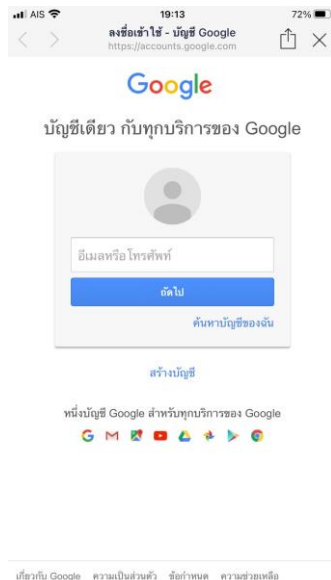 AIS 19:13 72%
ลงชื่อเข้าใช้ - บัญชี Google
https://accounts.google.com
Google
บัญชีเดียว กับทุกบริการของ Google
อีเมลหรือโทรศัพท์
ถัดไป
ค้นหาบัญชีของฉัน
สร้างบัญชี
หนึ่งบัญชี Google สำหรับทุกบริการของ Google
เกี่ยวกับ Google ความเป็นส่วนตัว ข้อกำหนด ความช่วยเหลือ